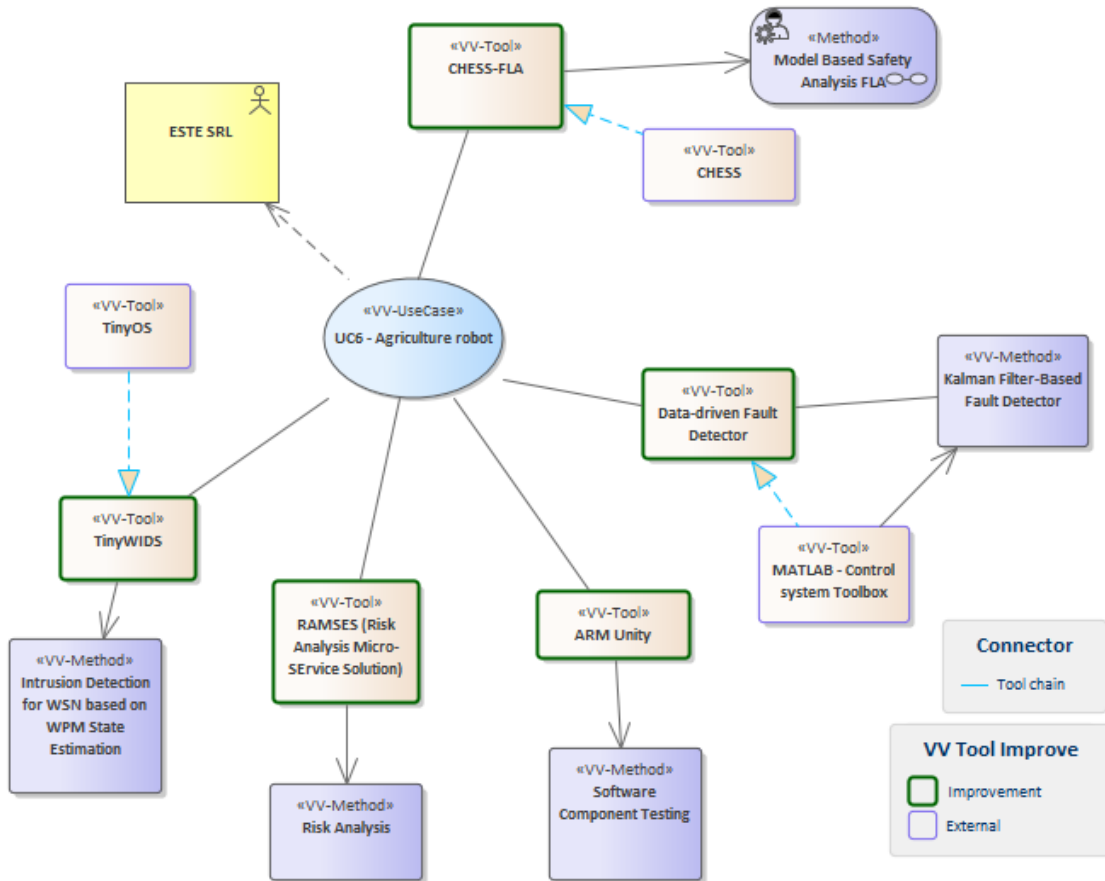 «VV-Tool»
CHESS-FLA
«Method»
Model Based Safety
Analysis FLA
ESTE SRL
«VV-Tool»
CHESS
«VV-Tool»
TinyOS
«VV-UseCase»
UC6 - Agriculture robot
«VV-Tool»
Data-driven Fault
Detector
«VV-Method»
Kalman Filter-Based
Fault Detector
«VV-Tool»
TinyWIDS
«VV-Tool»
MATLAB - Control
system Toolbox
«VV-Tool»
RAMSES (Risk
Analysis Micro-
SErvice Solution)
«VV-Tool»
ARM Unity
«VV-Method»
Intrusion Detection
for WSN based on
WPM State
Estimation
«VV-Method»
Risk Analysis
«VV-Method»
Software
Component Testing
Connector
Tool chain
VV Tool Improve
Improvement
External